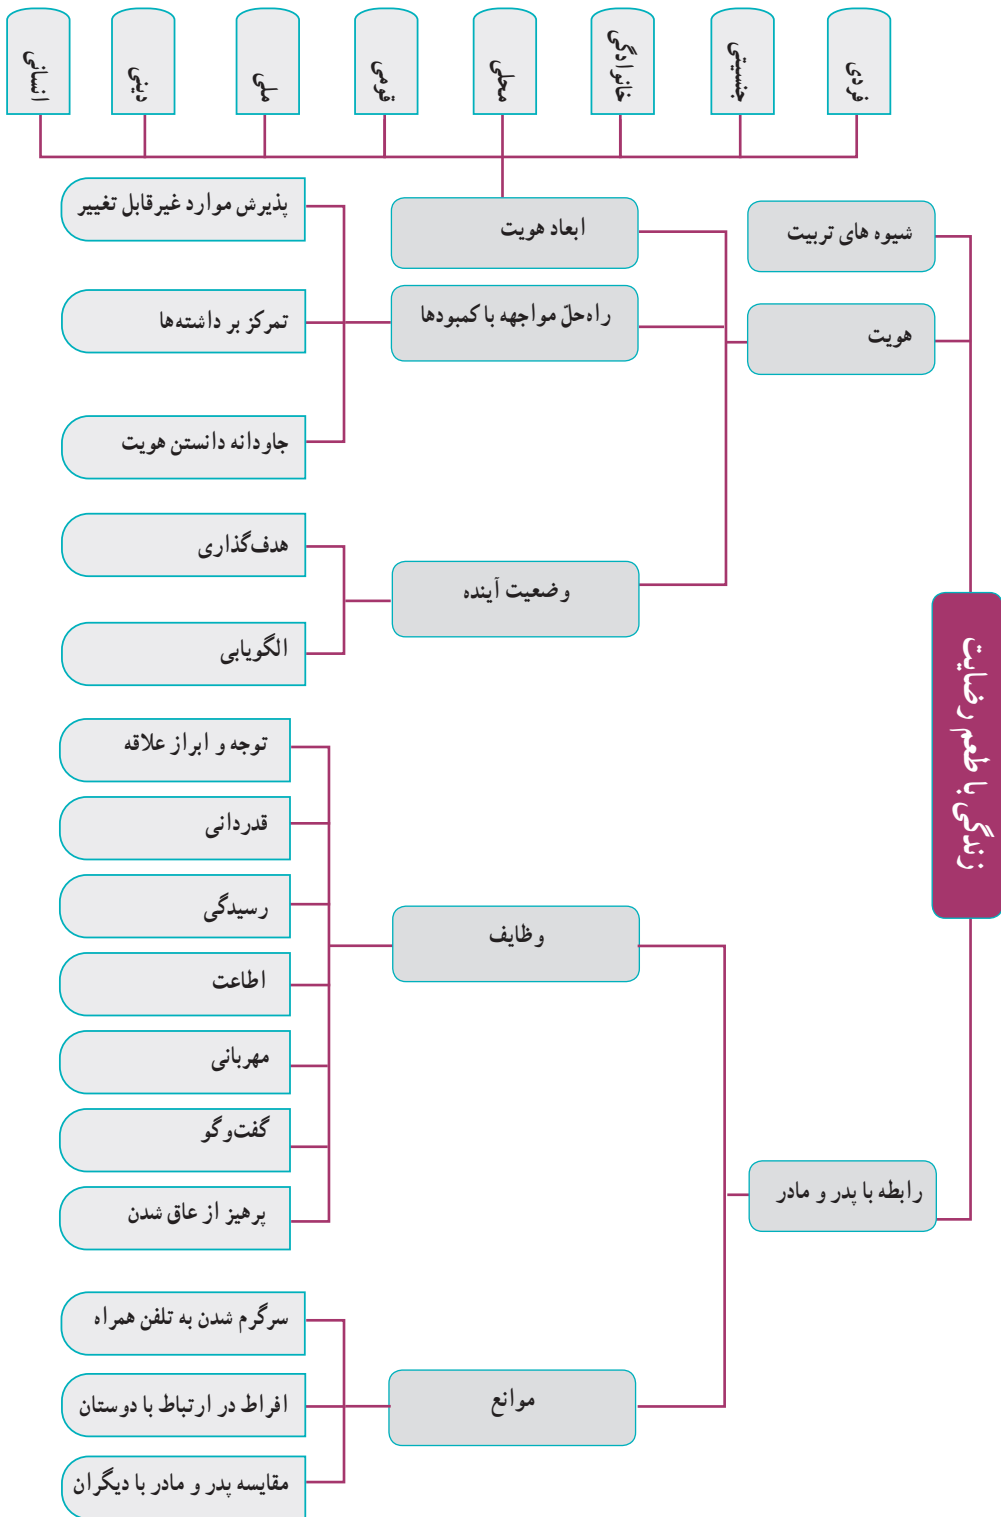 فردی
جنسیتی
خانوادگی
محلی
قومی
ملی
دینی
انسانی
زندگی با طعم رضایت
شیوه های تربیت
هویت
ابعاد هویت
راه‌حلّ مواجهه با کمبودها
پذیرش موارد غیرقابل تغییر
تمرکز بر داشته‌ها
جاودانه دانستن هویت
وضعیت آینده
هدف‌گذاری
الگویابی
رابطه با پدر و مادر
وظایف
توجه و ابراز علاقه
قدردانی
رسیدگی
اطاعت
مهربانی
گفت‌وگو
پرهیز از عاق شدن
موانع
سرگرم شدن به تلفن همراه
افراط در ارتباط با دوستان
مقایسه پدر و مادر با دیگران